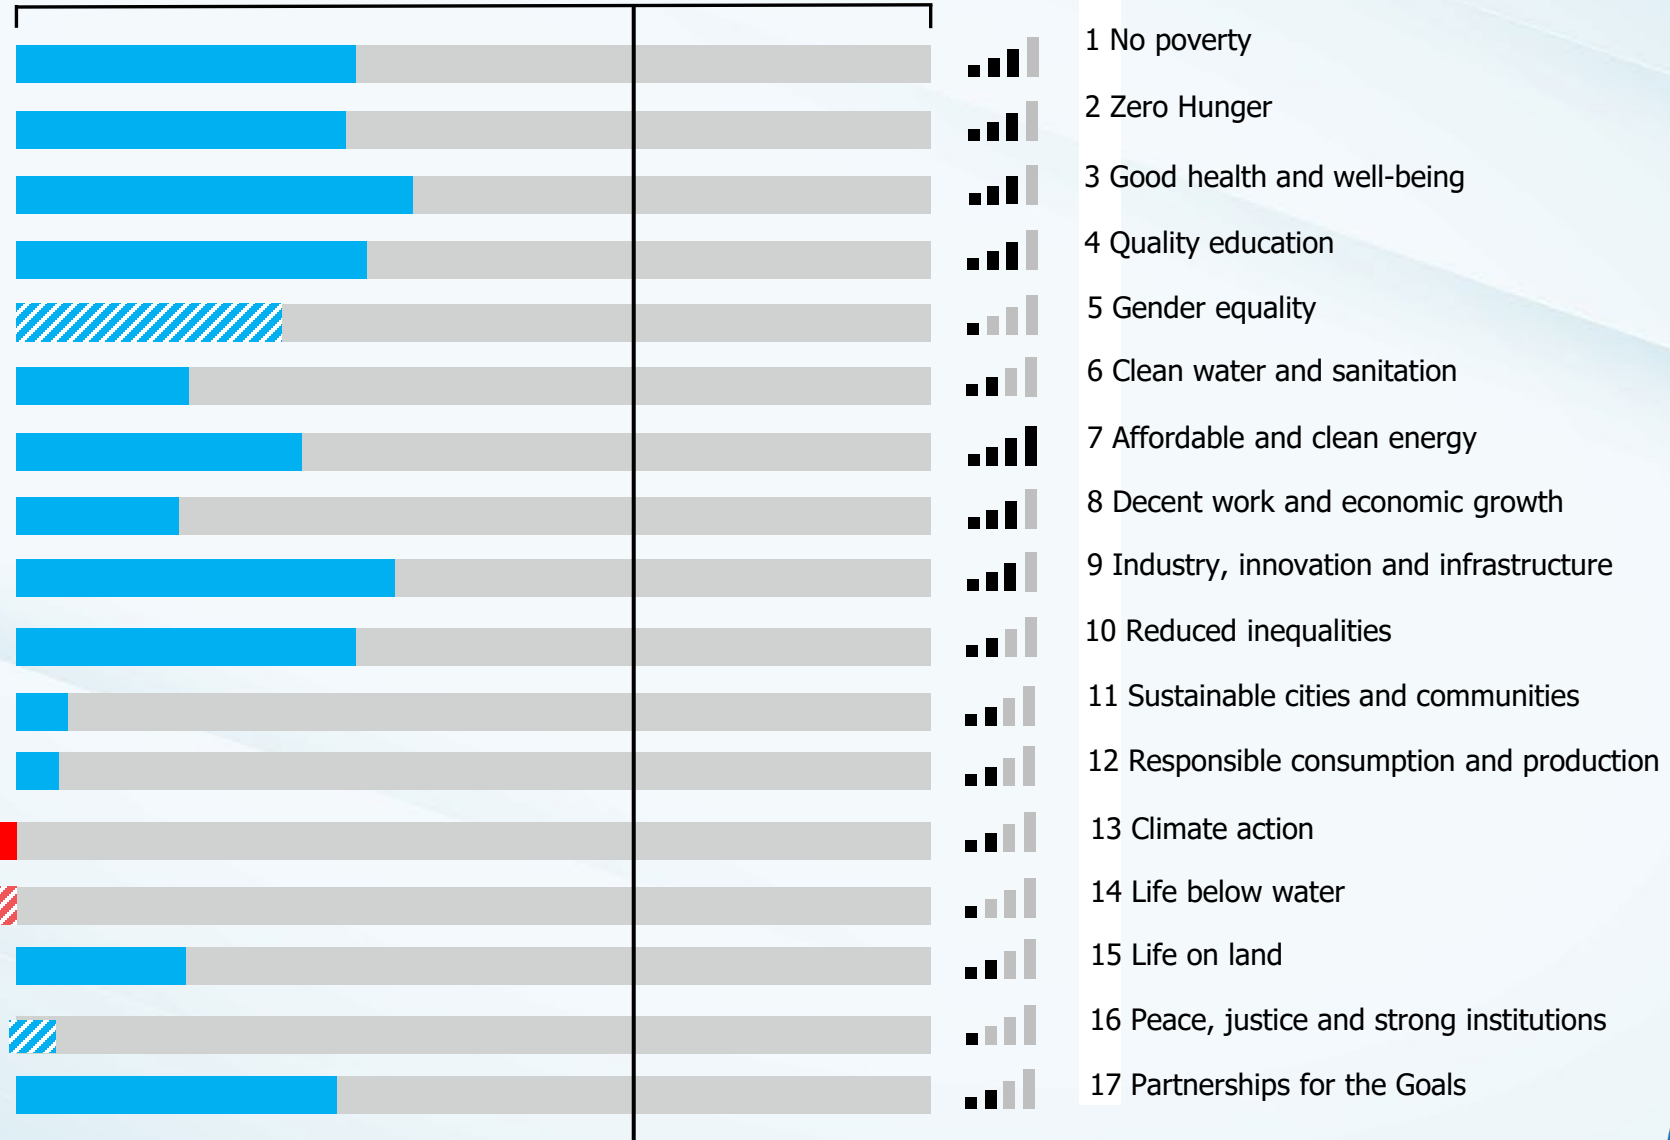 1 No poverty
2 Zero Hunger
3 Good health and well-being
4 Quality education
5 Gender equality
6 Clean water and sanitation
7 Affordable and clean energy
8 Decent work and economic growth
9 Industry, innovation and infrastructure
10 Reduced inequalities
11 Sustainable cities and communities
12 Responsible consumption and production
13 Climate action
14 Life below water
15 Life on land
16 Peace, justice and strong institutions
17 Partnerships for the Goals